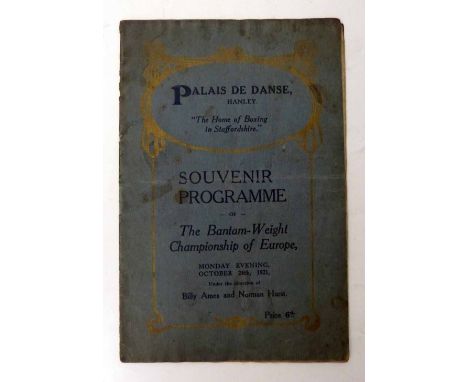 PALAIS DE DANSE,
HANLEY.
"The Home of Boxing
in Staffordshire."
SOUVENIR
PROGRAMME
— OF —
The Bantam-Weight
Championship of Europe,
MONDAY EVENING,
OCTOBER 24th, 1921,
Under the direction of
Billy Ames and Norman Hurst.
Price 6d.